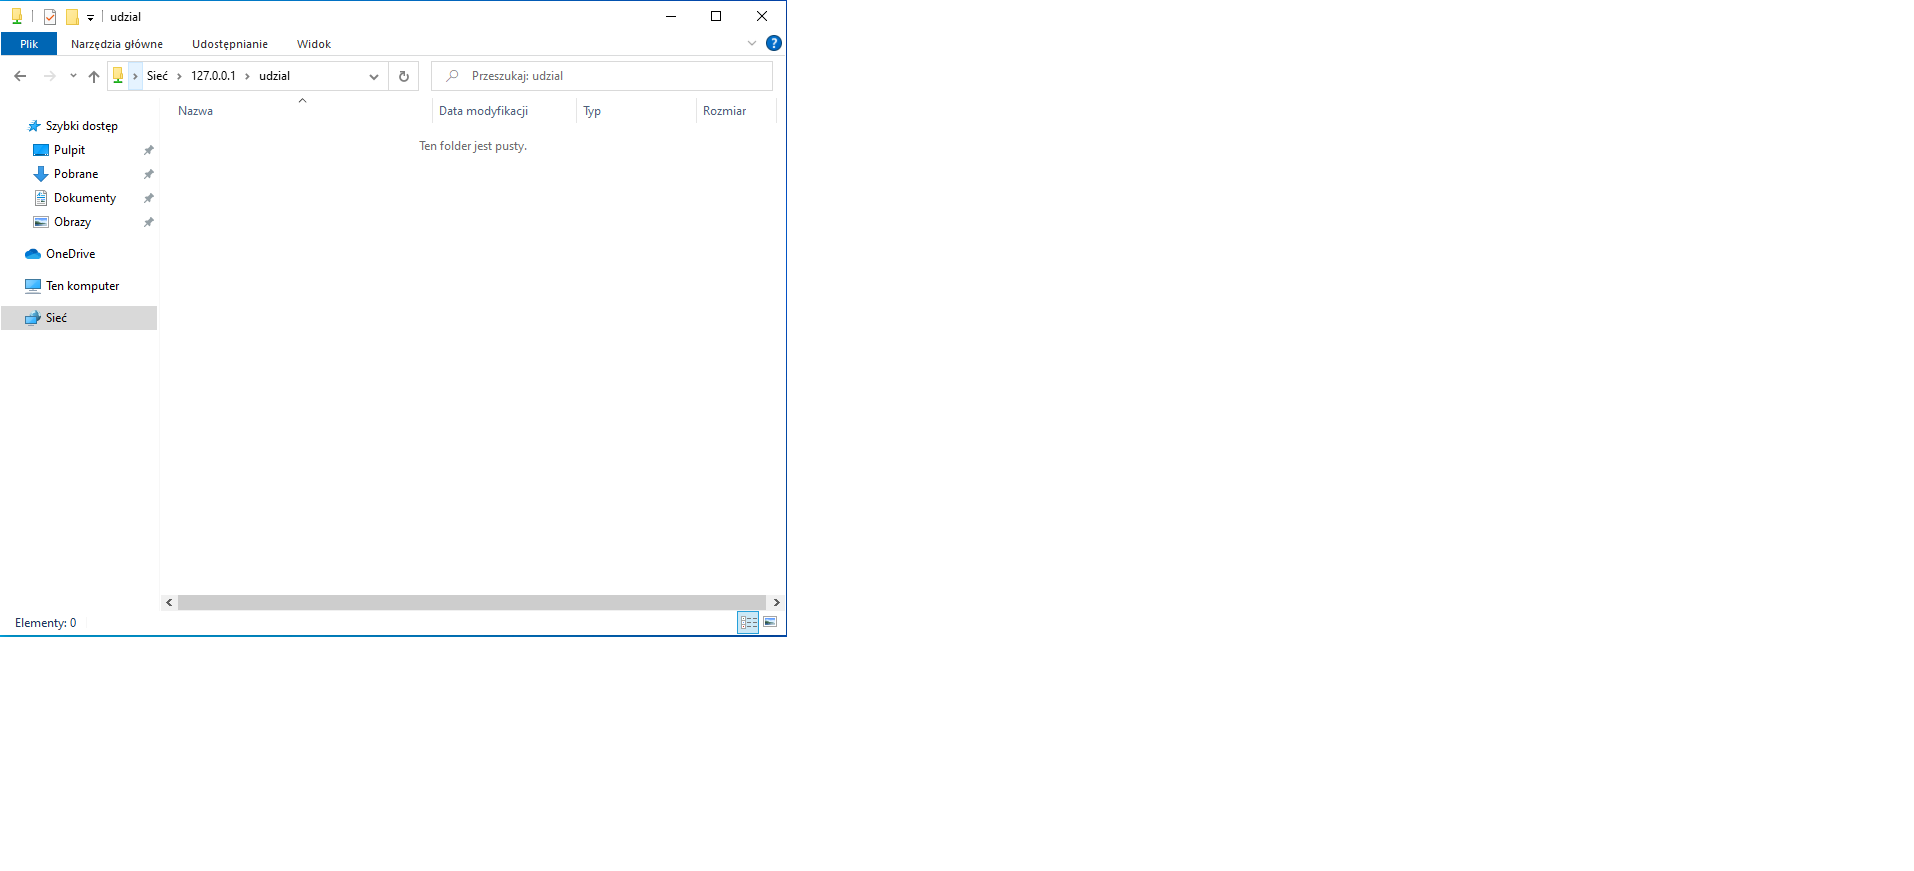 udzial
Plik Narzędzia główne Udostępnianie Widok ?
Sieć 127.0.0.1 udzial Przeszukaj: udzial
Nazwa Data modyfikacji Typ Rozmiar
Ten folder jest pusty.
Szybki dostęp
Pulpit
Pobrane
Dokumenty
Obrazy
OneDrive
Ten komputer
Sieć
Elementy: 0